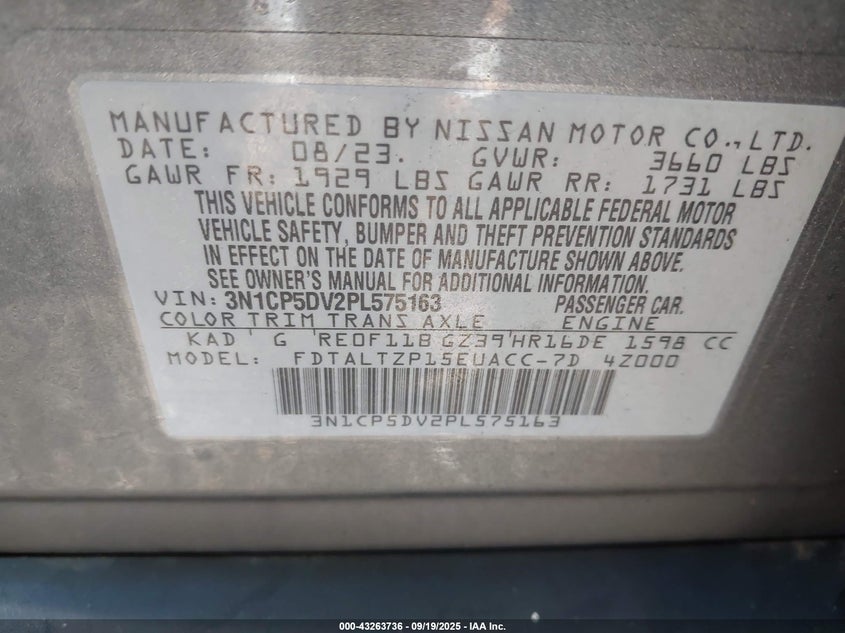 MANUFACTURED BY NISSAN MOTOR CO., LTD.
DATE: 08/23. GVWR: 3660 LBS
GAWR FR: 1929 LBS GAWR RR: 1731 LBS
THIS VEHICLE CONFORMS TO ALL APPLICABLE FEDERAL MOTOR
VEHICLE SAFETY, BUMPER AND THEFT PREVENTION STANDARDS
IN EFFECT ON THE DATE OF MANUFACTURE SHOWN ABOVE.
SEE OWNER'S MANUAL FOR ADDITIONAL INFORMATION.
VIN: 3N1CP5DV2PL575163 PASSENGER CAR.
COLOR TRIM TRANS AXLE ENGINE
KAD G RE0F11B GZ39 HR16DE 1598 CC
MODEL: FDTALTZP15EUACC-7D 4Z000
3N1CP5DV2PL575163
000-43263736 - 09/19/2025 - IAA Inc.